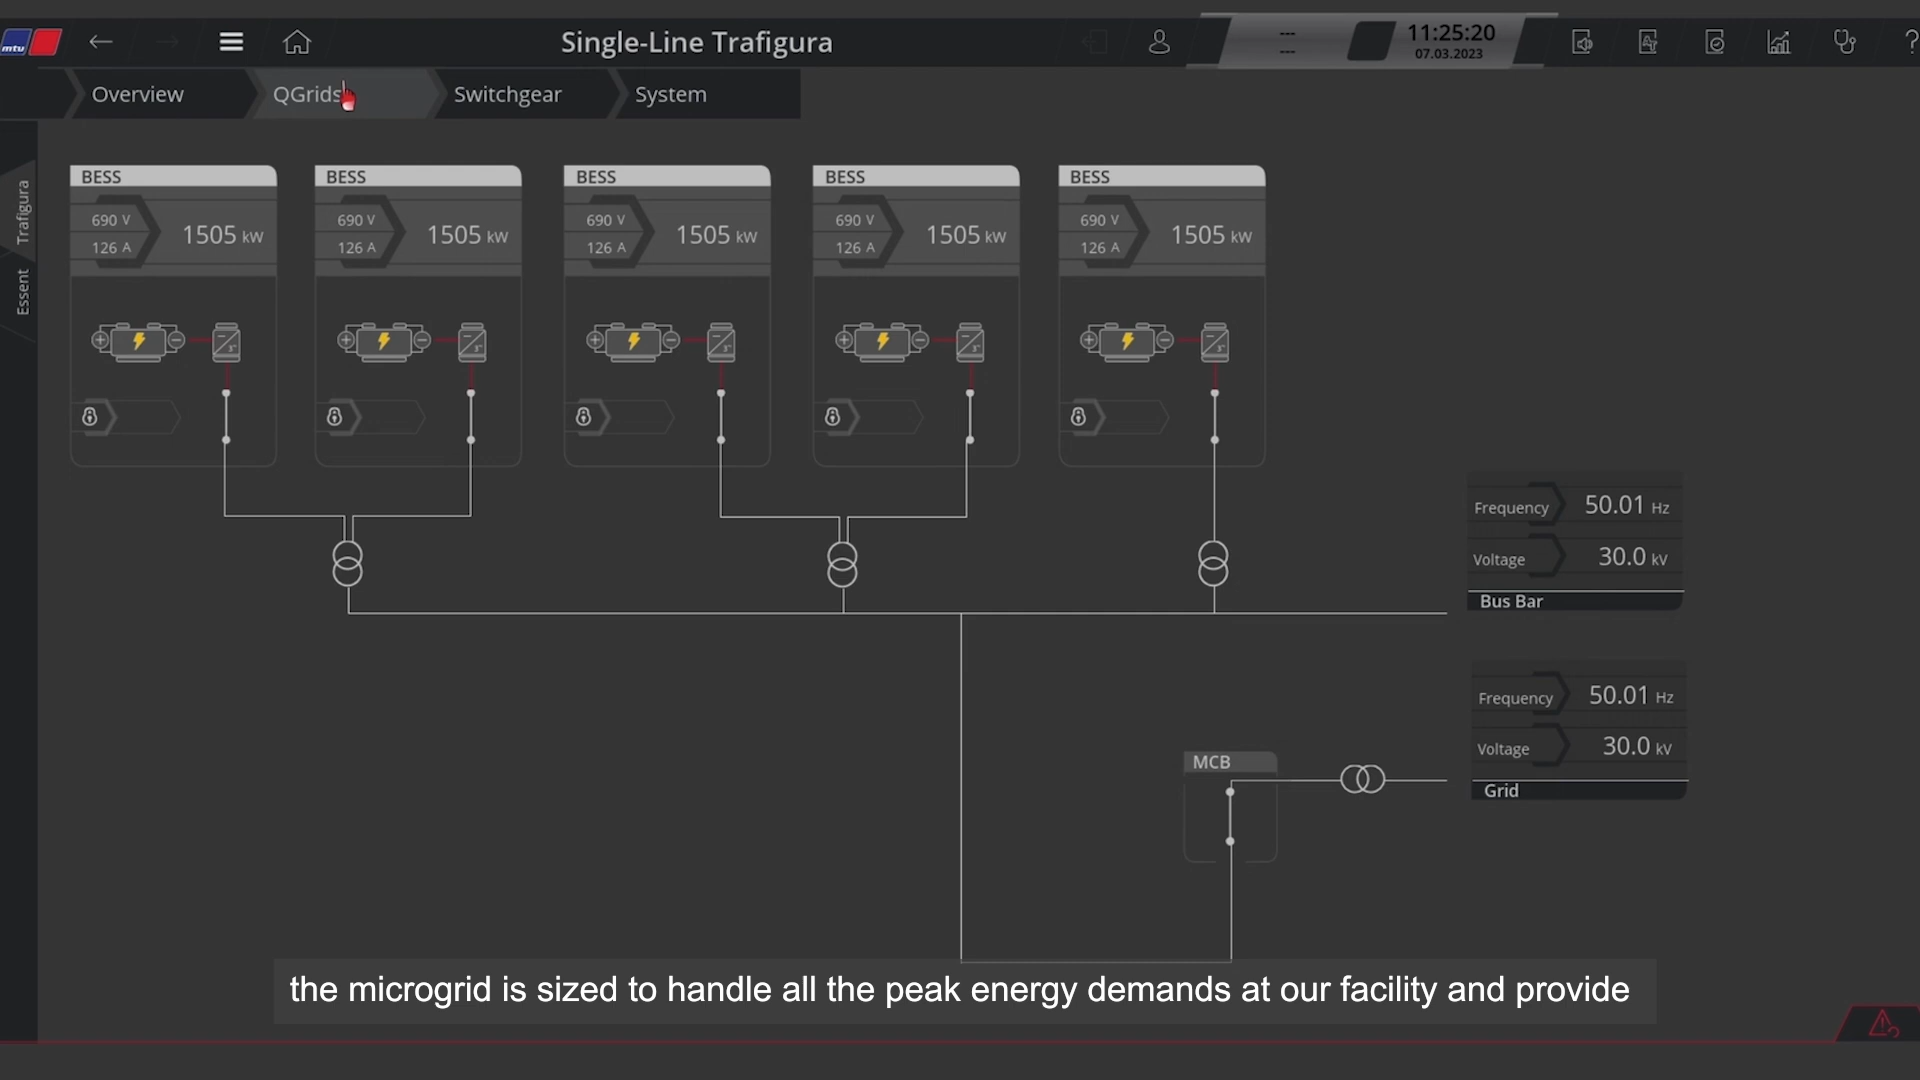 mtu
Single-Line Trafigura
---
---
11:25:20
07.03.2023
?
Overview
QGrids
Switchgear
System
Trafigura
Essent
BESS
690 V
126 A
1505 kW
BESS
690 V
126 A
1505 kW
BESS
690 V
126 A
1505 kW
BESS
690 V
126 A
1505 kW
BESS
690 V
126 A
1505 kW
Frequency 50.01 Hz
Voltage 30.0 kV
Bus Bar
Frequency 50.01 Hz
Voltage 30.0 kV
Grid
MCB
the microgrid is sized to handle all the peak energy demands at our facility and provide